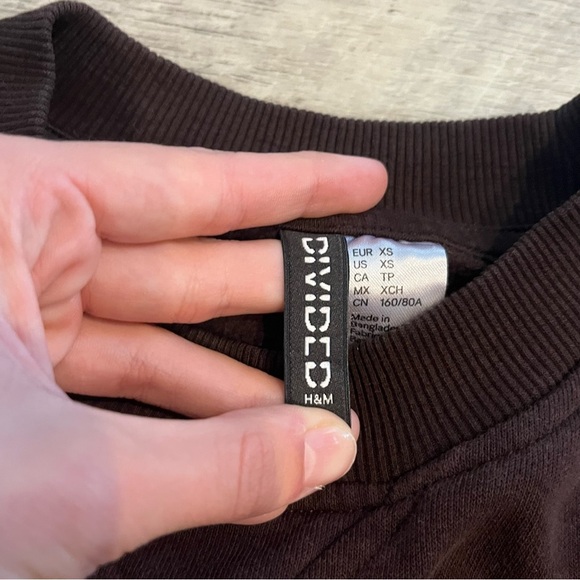 DIVIDED
H&M
EUR XS
US XS
CA TP
MX XCH
CN 160/80A
Made in